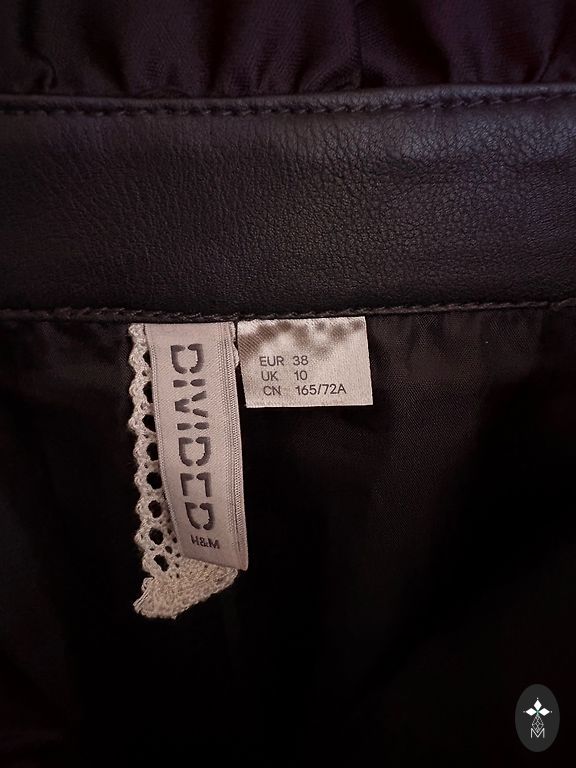 DIVIDED
H&M
EUR 38
UK 10
CN 165/72A
M